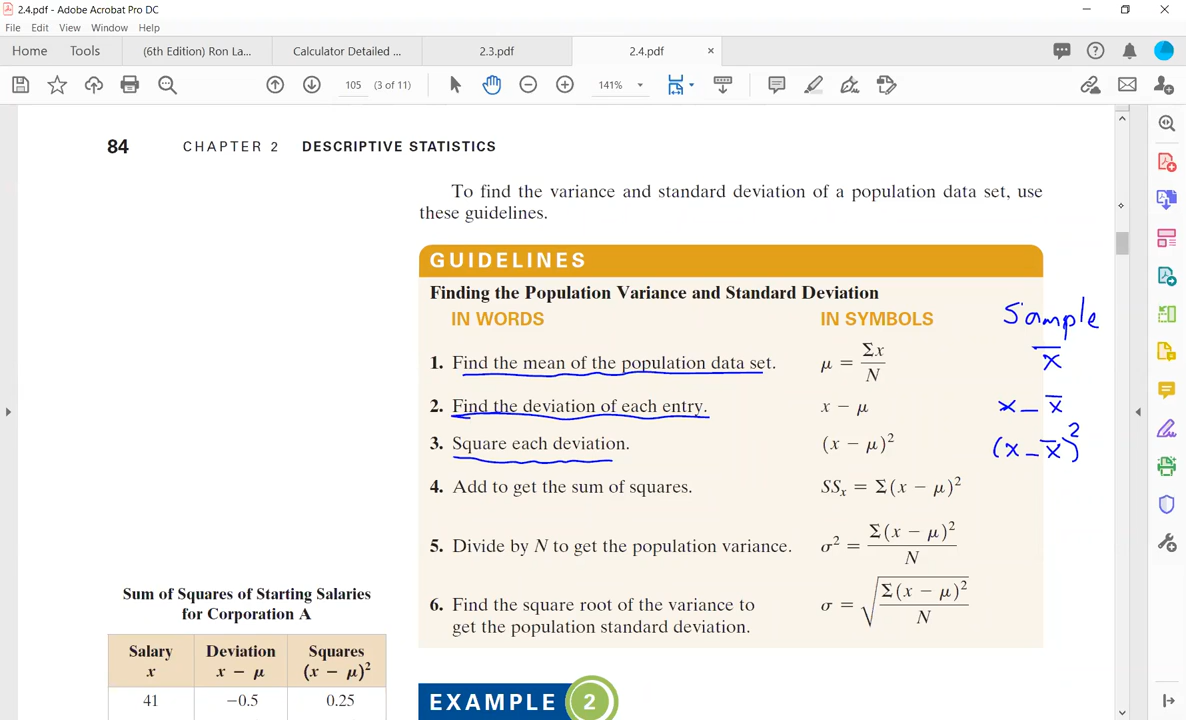 2.4.pdf - Adobe Acrobat Pro DC
File Edit View Window Help
Home Tools (6th Edition) Ron La... Calculator Detailed ... 2.3.pdf 2.4.pdf ×
105 (3 of 11) 141%
84 CHAPTER 2 DESCRIPTIVE STATISTICS
To find the variance and standard deviation of a population data set, use
these guidelines.
GUIDELINES
Finding the Population Variance and Standard Deviation
IN WORDS IN SYMBOLS Sample
1. Find the mean of the population data set. μ = Σx/N x̄
2. Find the deviation of each entry. x − μ x − x̄
3. Square each deviation. (x − μ)² (x − x̄)²
4. Add to get the sum of squares. SSₓ = Σ(x − μ)²
5. Divide by N to get the population variance. σ² = Σ(x − μ)²/N
6. Find the square root of the variance to
get the population standard deviation. σ = √(Σ(x − μ)²/N)
Sum of Squares of Starting Salaries
for Corporation A
Salary Deviation Squares
x x − μ (x − μ)²
41 −0.5 0.25
EXAMPLE 2